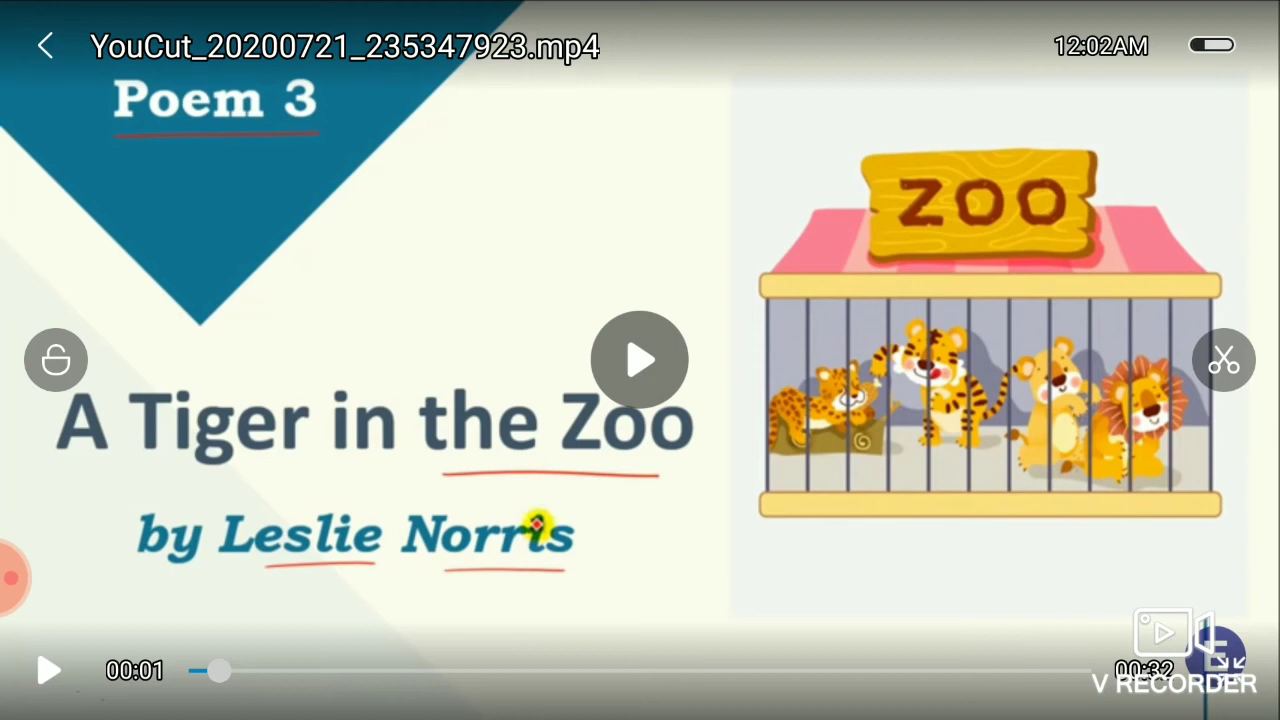 YouCut_20200721_235347923.mp4
12:02AM
Poem 3
ZOO
A Tiger in the Zoo
by Leslie Norris
00:01
00:32
V RECORDER